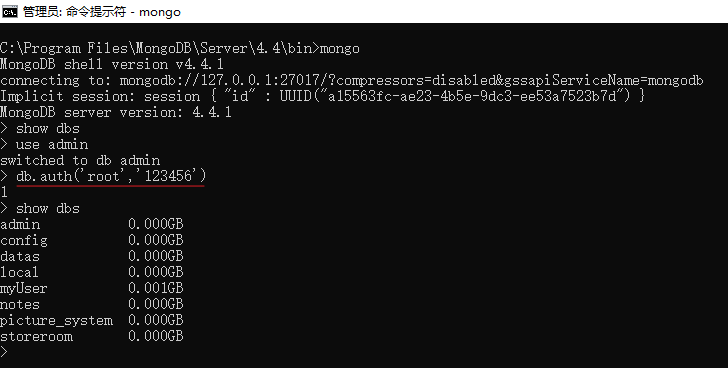 管理员: 命令提示符 - mongo
C:\Program Files\MongoDB\Server\4.4\bin>mongo
MongoDB shell version v4.4.1
connecting to: mongodb://127.0.0.1:27017/?compressors=disabled&gssapiServiceName=mongodb
Implicit session: session { "id" : UUID("a15563fc-ae23-4b5e-9dc3-ee53a7523b7d") }
MongoDB server version: 4.4.1
> show dbs
> use admin
switched to db admin
> db.auth('root','123456')
1
> show dbs
admin           0.000GB
config          0.000GB
datas           0.000GB
local           0.000GB
myUser          0.001GB
notes           0.000GB
picture_system  0.000GB
storeroom       0.000GB
>